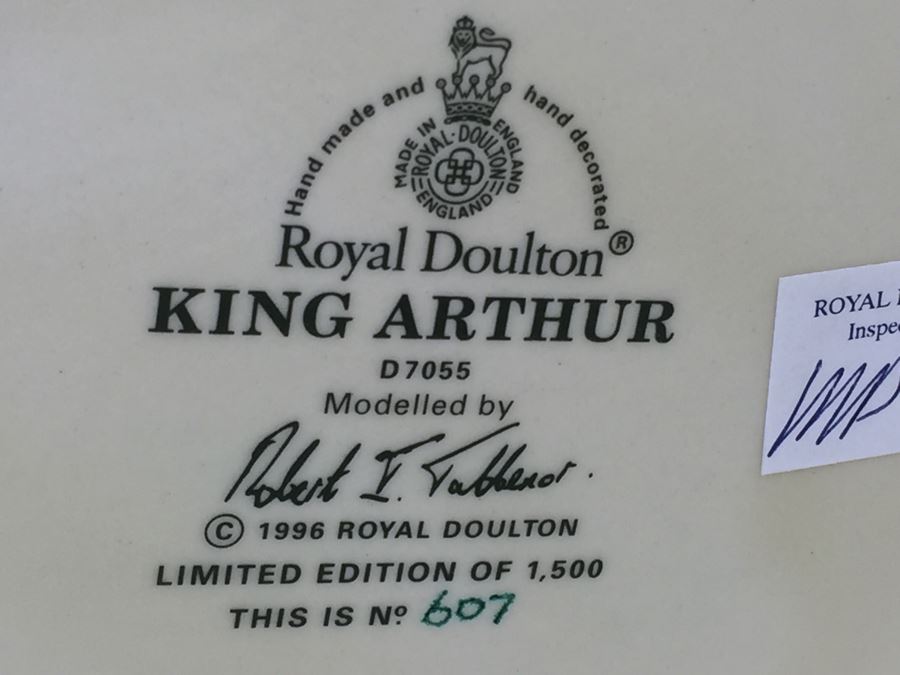 Hand made and hand decorated
MADE IN ENGLAND
ROYAL·DOULTON
ENGLAND
Royal Doulton®
KING ARTHUR
D7055
Modelled by
Robert I. Tabbenor.
© 1996 ROYAL DOULTON
LIMITED EDITION OF 1,500
THIS IS Nº 607
ROYAL